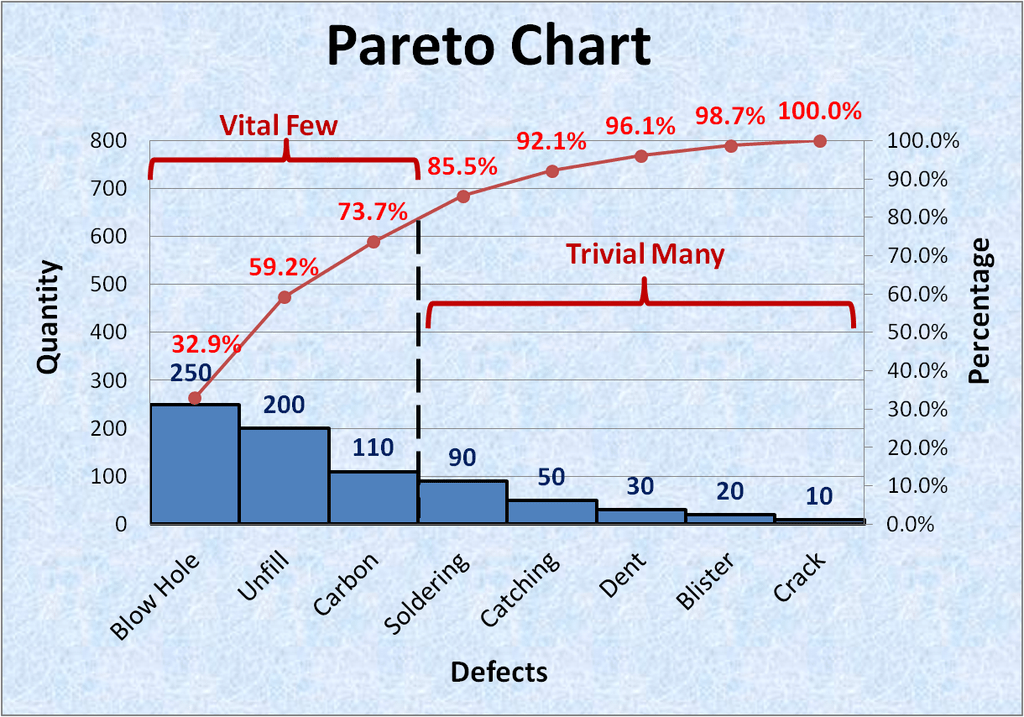 Pareto Chart
Vital Few
Trivial Many
32.9%
59.2%
73.7%
85.5%
92.1%
96.1%
98.7%
100.0%
250
200
110
90
50
30
20
10
Quantity
800
700
600
500
400
300
200
100
0
Percentage
100.0%
90.0%
80.0%
70.0%
60.0%
50.0%
40.0%
30.0%
20.0%
10.0%
0.0%
Blow Hole
Unfill
Carbon
Soldering
Catching
Dent
Blister
Crack
Defects